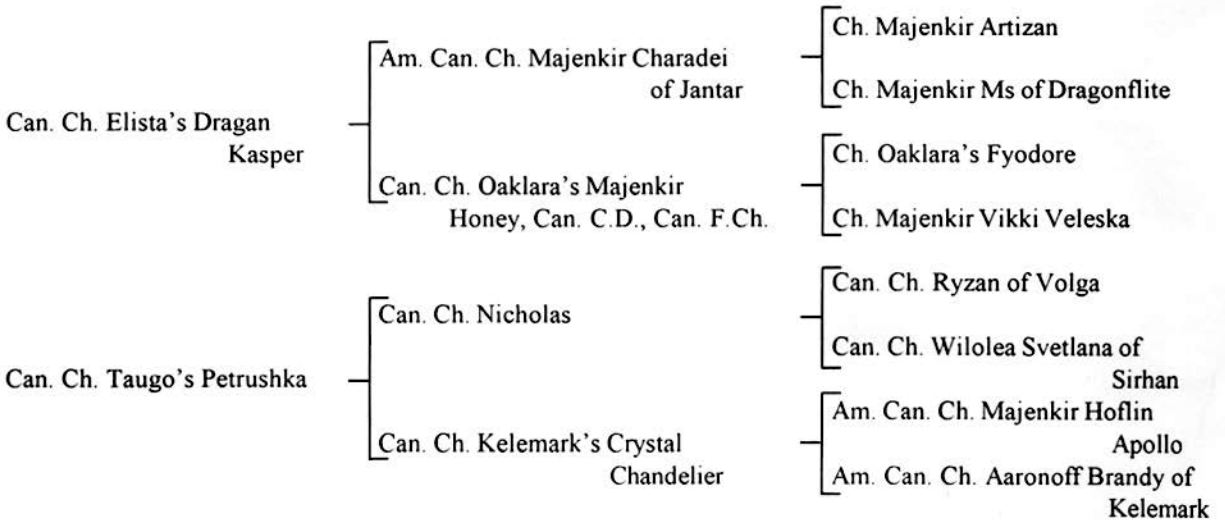 Can. Ch. Elista's Dragan
Kasper
Am. Can. Ch. Majenkir Charadei
of Jantar
Ch. Majenkir Artizan
Ch. Majenkir Ms of Dragonflite
Can. Ch. Oaklara's Majenkir
Honey, Can. C.D., Can. F.Ch.
Ch. Oaklara's Fyodore
Ch. Majenkir Vikki Veleska
Can. Ch. Taugo's Petrushka
Can. Ch. Nicholas
Can. Ch. Ryzan of Volga
Can. Ch. Wilolea Svetlana of
Sirhan
Can. Ch. Kelemark's Crystal
Chandelier
Am. Can. Ch. Majenkir Hoflin
Apollo
Am. Can. Ch. Aaronoff Brandy of
Kelemark